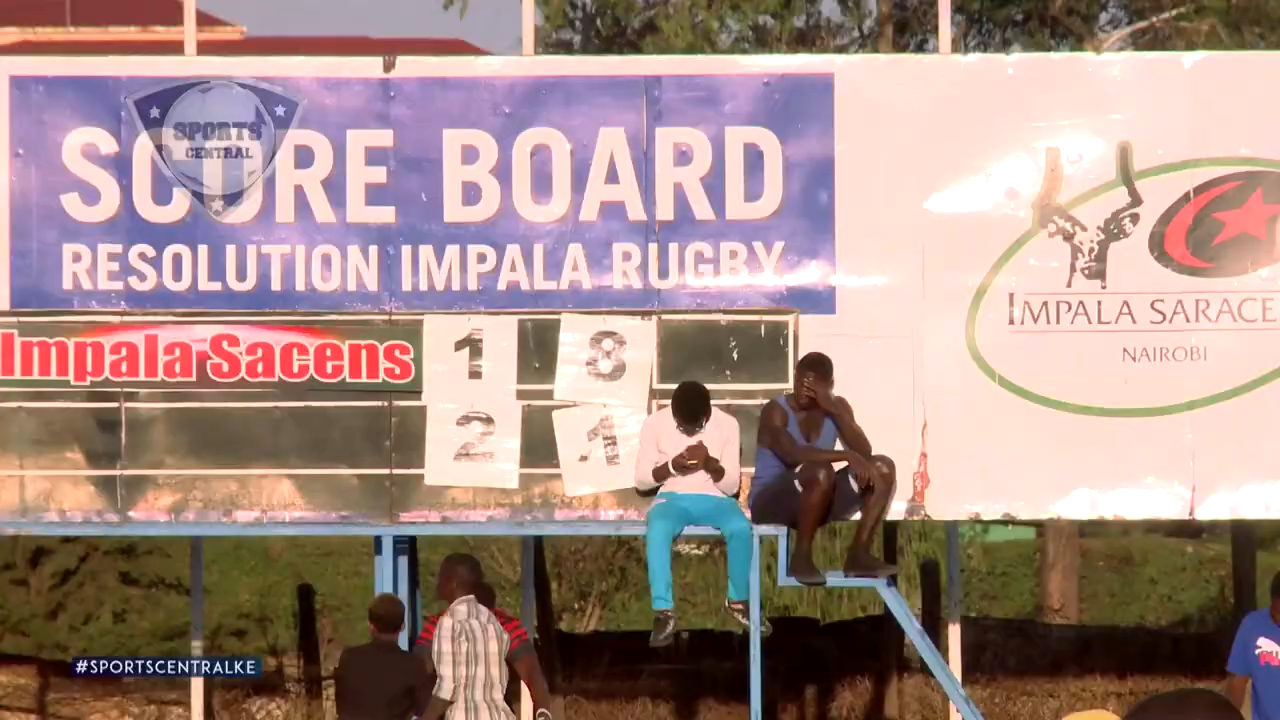 SPORTS
CENTRAL
SCORE BOARD
RESOLUTION IMPALA RUGBY
Impala Sacens
1 8
2 1
IMPALA SARACE
NAIROBI
#SPORTSCENTRALKE